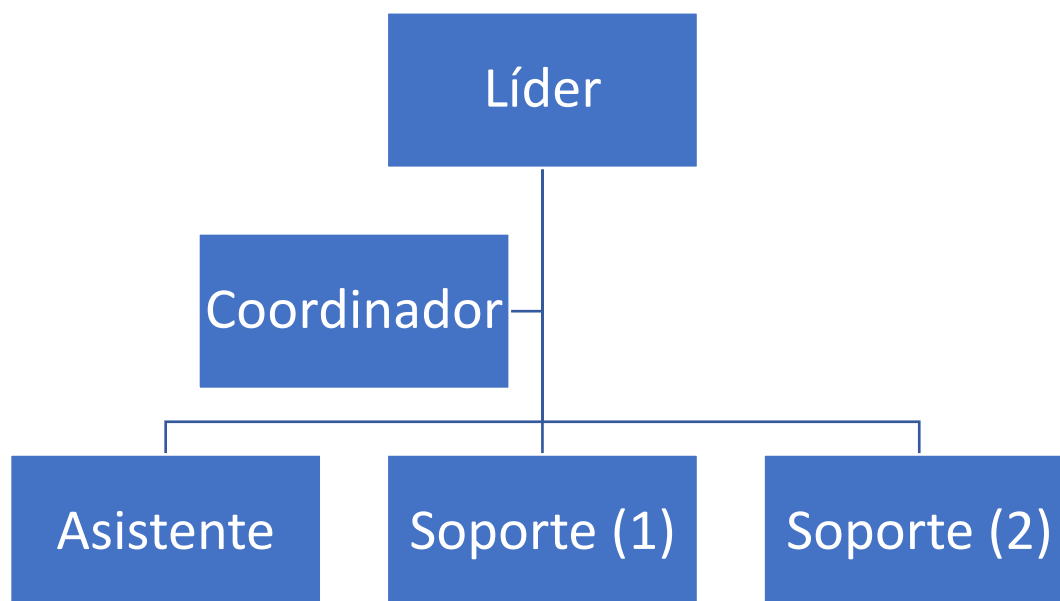 Líder
Coordinador
Asistente
Soporte (1)
Soporte (2)